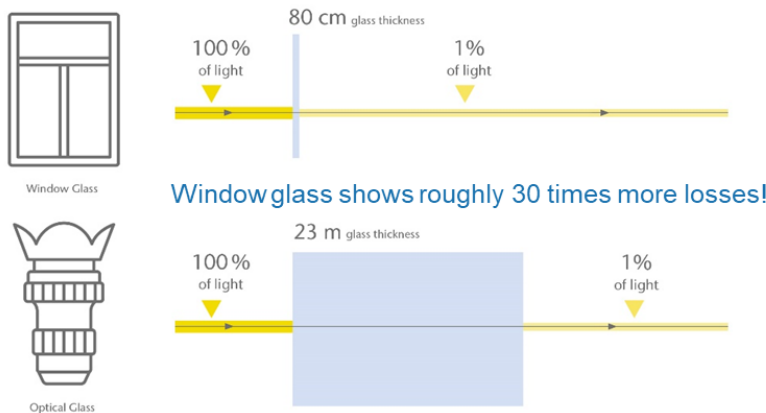 80 cm glass thickness
100%
of light
1%
of light
Window Glass
Window glass shows roughly 30 times more losses!
23 m glass thickness
100%
of light
1%
of light
Optical Glass